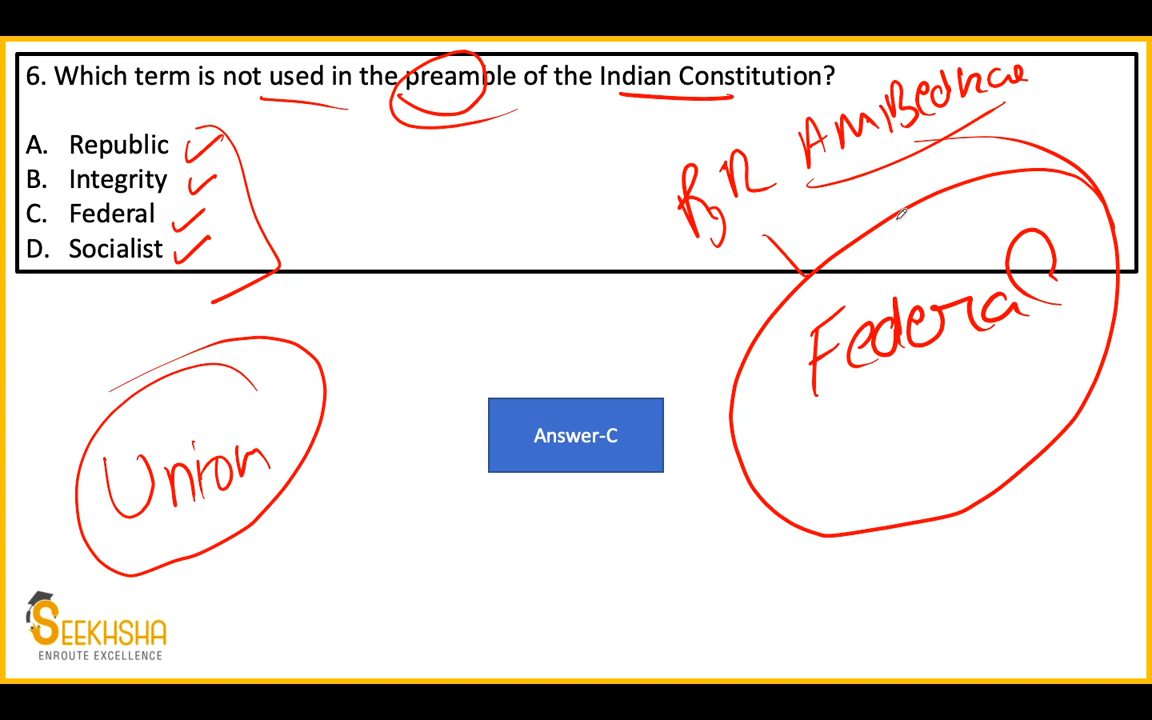 6. Which term is not used in the preamble of the Indian Constitution?
A. Republic
B. Integrity
C. Federal
D. Socialist
BR AMBedkar
Federal
Union
Answer-C
SEEKHSHA
ENROUTE EXCELLENCE